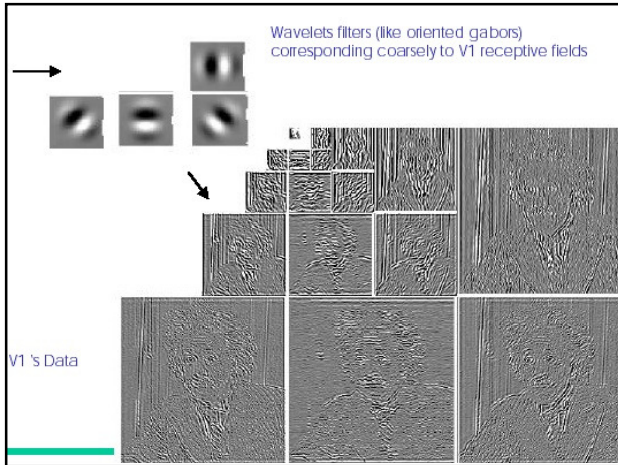 Wavelets filters (like oriented gabors)
corresponding coarsely to V1 receptive fields
V1 's Data